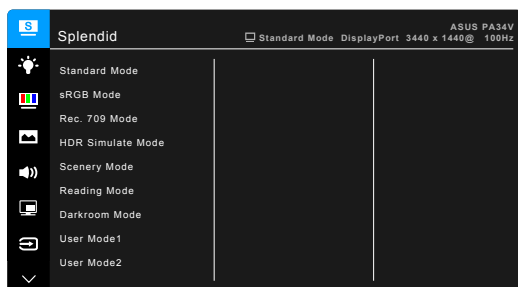 S
Splendid
ASUS PA34V
Standard Mode DisplayPort 3440 x 1440@ 100Hz
Standard Mode
sRGB Mode
Rec. 709 Mode
HDR Simulate Mode
Scenery Mode
Reading Mode
Darkroom Mode
User Mode1
User Mode2